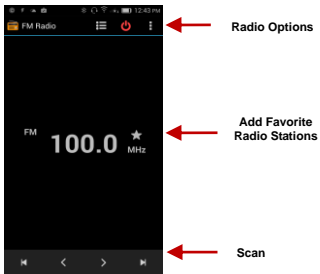 12:43 PM
FM Radio
Radio Options
FM
100.0
MHz
Add Favorite
Radio Stations
Scan